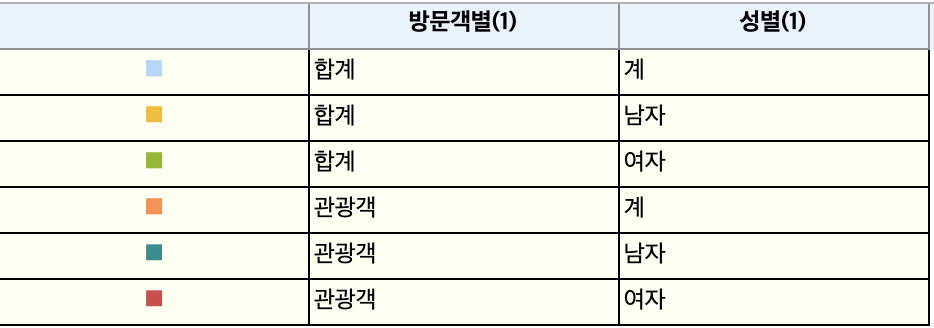 방문객별(1) 성별(1)
합계 계
합계 남자
합계 여자
관광객 계
관광객 남자
관광객 여자